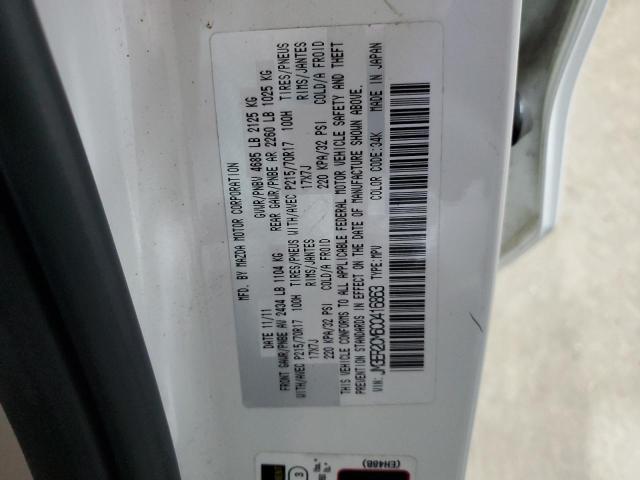 MFD. BY MAZDA MOTOR CORPORATION
DATE 11/11 GVWR/PNBV 4685 LB 2125 KG
FRONT GAWR/PNBE AV 2434 LB 1104 KG REAR GAWR/PNBE AR 2260 LB 1025 KG
WITH/AVEC P215/70R17 100H TIRES/PNEUS WITH/AVEC P215/70R17 100H TIRES/PNEUS
17X7J RIMS/JANTES 17X7J RIMS/JANTES
220 KPA/32 PSI COLD/A FROID 220 KPA/32 PSI COLD/A FROID
THIS VEHICLE CONFORMS TO ALL APPLICABLE FEDERAL MOTOR VEHICLE SAFETY AND THEFT
PREVENTION STANDARDS IN EFFECT ON THE DATE OF MANUFACTURE SHOWN ABOVE.
VIN: JM3ER2CM6C0416863 TYPE:MPV COLOR CODE:34K MADE IN JAPAN
(EH48B)
3